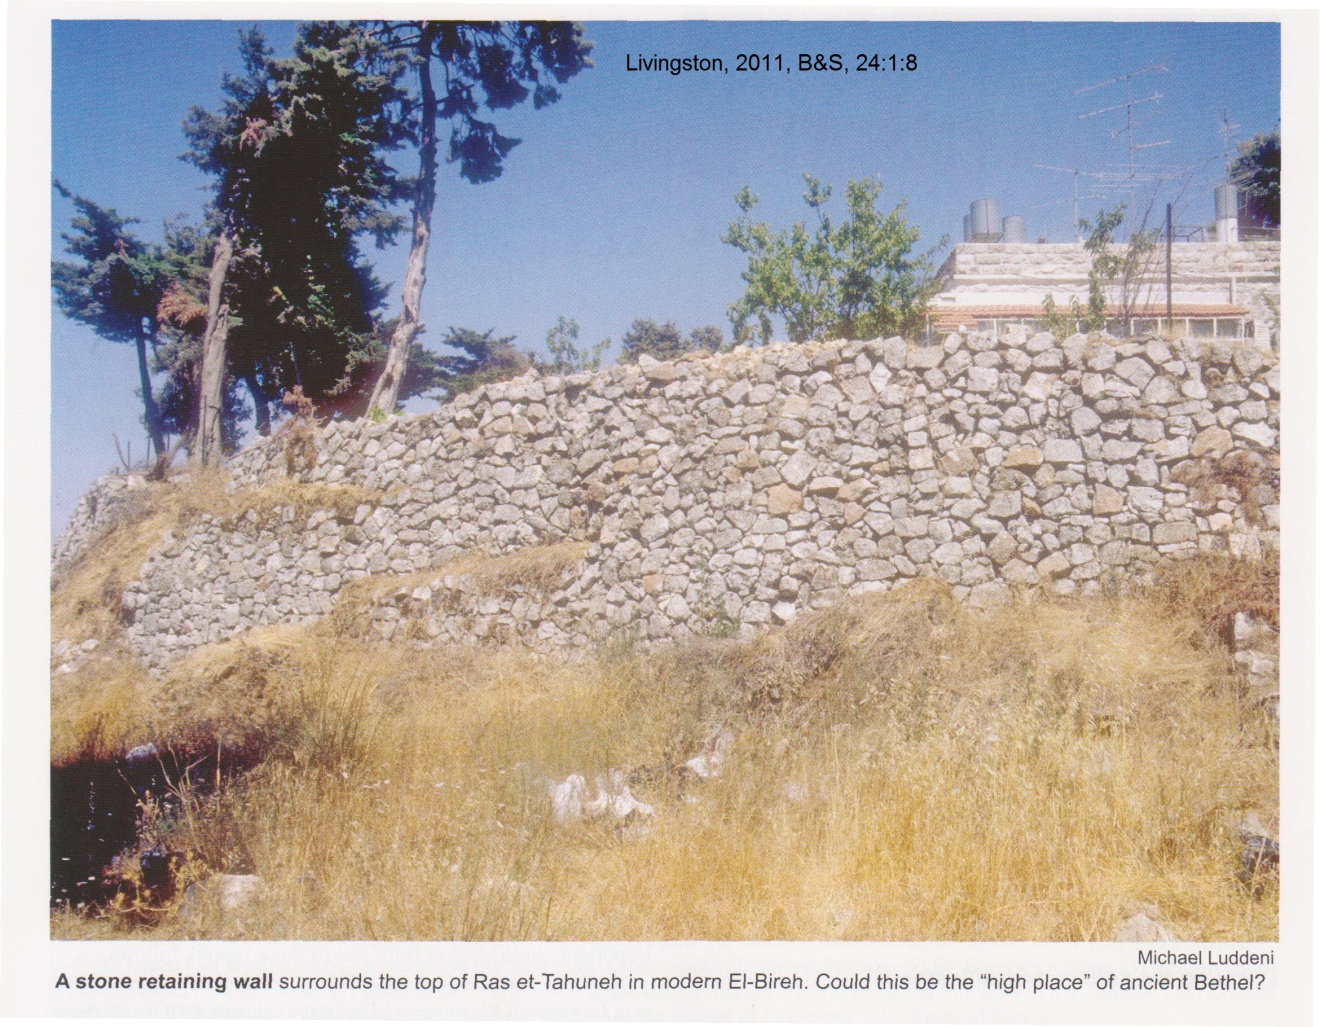 Livingston, 2011, B&S, 24:1:8
Michael Luddeni
A stone retaining wall surrounds the top of Ras et-Tahuneh in modern El-Bireh. Could this be the “high place” of ancient Bethel?